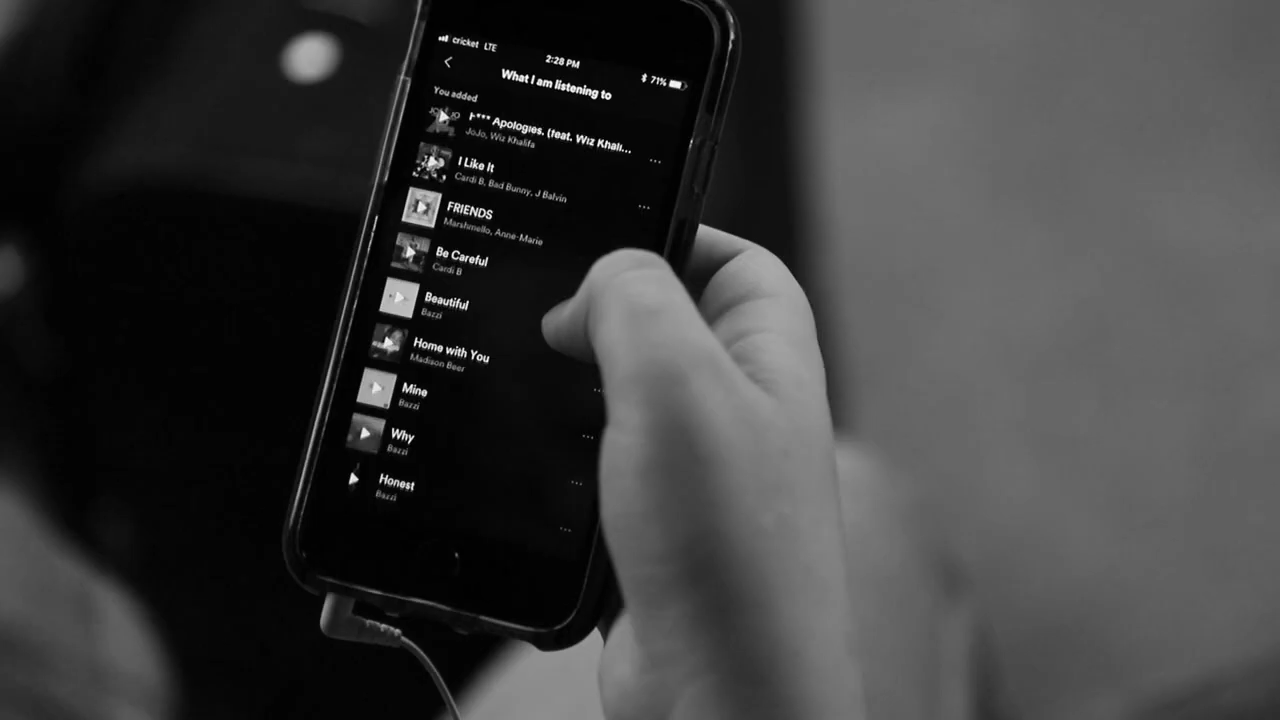 cricket LTE
2:28 PM
71%
What I am listening to
You added
F*** Apologies. (feat. Wiz Khali...
JoJo, Wiz Khalifa
I Like It
Cardi B, Bad Bunny, J Balvin
FRIENDS
Marshmello, Anne-Marie
Be Careful
Cardi B
Beautiful
Bazzi
Home with You
Madison Beer
Mine
Bazzi
Why
Bazzi
Honest
Bazzi